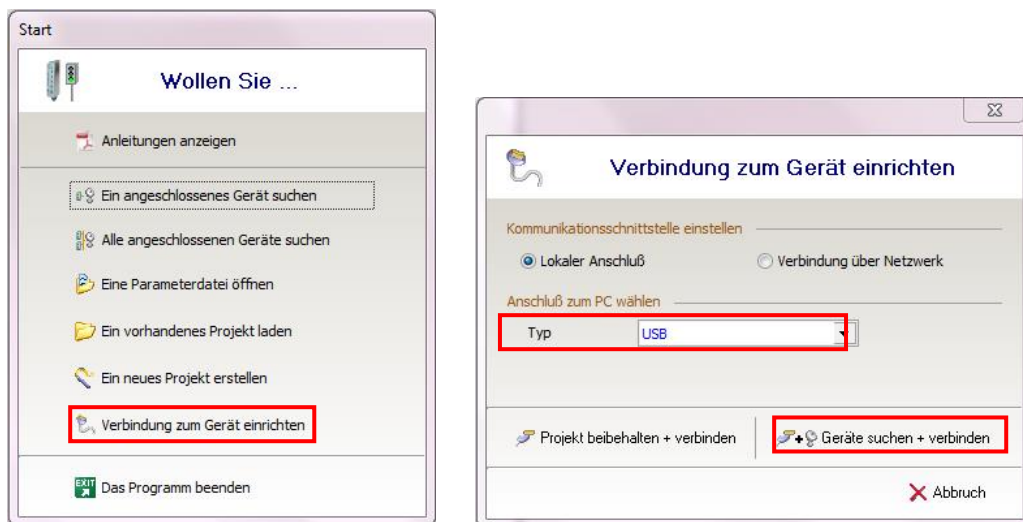 Start
Wollen Sie ...
Anleitungen anzeigen
Ein angeschlossenes Gerät suchen
Alle angeschlossenen Geräte suchen
Eine Parameterdatei öffnen
Ein vorhandenes Projekt laden
Ein neues Projekt erstellen
Verbindung zum Gerät einrichten
EXIT
Das Programm beenden
Verbindung zum Gerät einrichten
Kommunikationsschnittstelle einstellen
Lokaler Anschluß
Verbindung über Netzwerk
Anschluß zum PC wählen
Typ USB
Projekt beibehalten + verbinden
Geräte suchen + verbinden
Abbruch